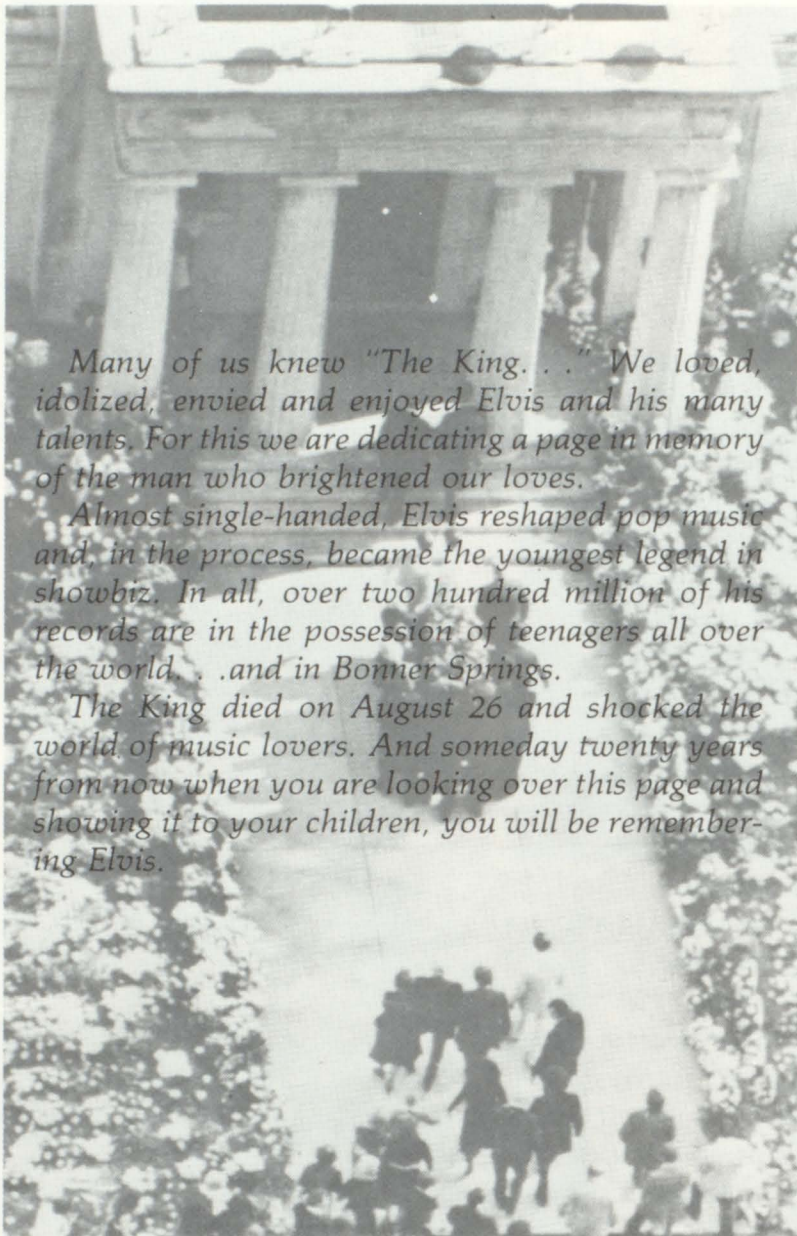 Many of us knew "The King. . ." We loved,
idolized, envied and enjoyed Elvis and his many
talents. For this we are dedicating a page in memory
of the man who brightened our loves.
Almost single-handed, Elvis reshaped pop music
and, in the process, became the youngest legend in
showbiz. In all, over two hundred million of his
records are in the possession of teenagers all over
the world. . .and in Bonner Springs.
The King died on August 26 and shocked the
world of music lovers. And someday twenty years
from now when you are looking over this page and
showing it to your children, you will be remember-
ing Elvis.